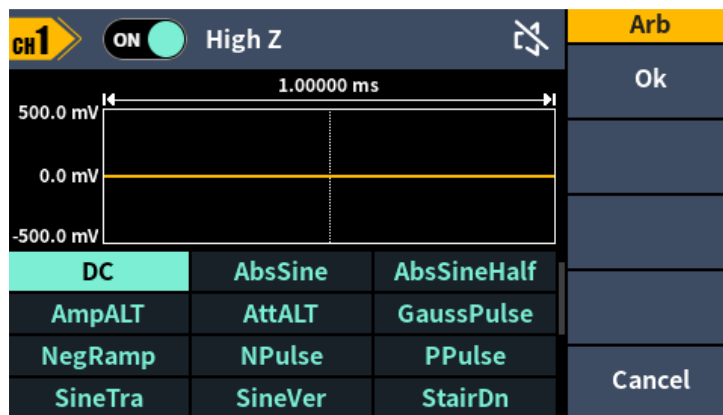 CH1 ON High Z
Arb
Ok
1.00000 ms
500.0 mV
0.0 mV
-500.0 mV
DC AbsSine AbsSineHalf
AmpALT AttALT GaussPulse
NegRamp NPulse PPulse
SineTra SineVer StairDn
Cancel